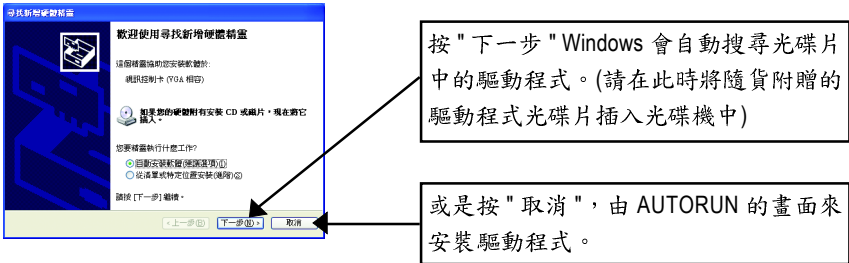 尋找新增硬體精靈
歡迎使用尋找新增硬體精靈
這個精靈協助您安裝軟體於:
視訊控制卡 (VGA 相容)
如果您的硬體附有安裝 CD 或磁片，現在將它
插入。
您要精靈執行什麼工作?
自動安裝軟體(建議選項)(I)
從清單或特定位置安裝(進階)(S)
請按 [下一步] 繼續。
<上一步(B) 下一步(N)> 取消
按 " 下一步 " Windows 會自動搜尋光碟片
中的驅動程式。(請在此時將隨貨附贈的
驅動程式光碟片插入光碟機中)
或是按 " 取消 "，由 AUTORUN 的畫面來
安裝驅動程式。